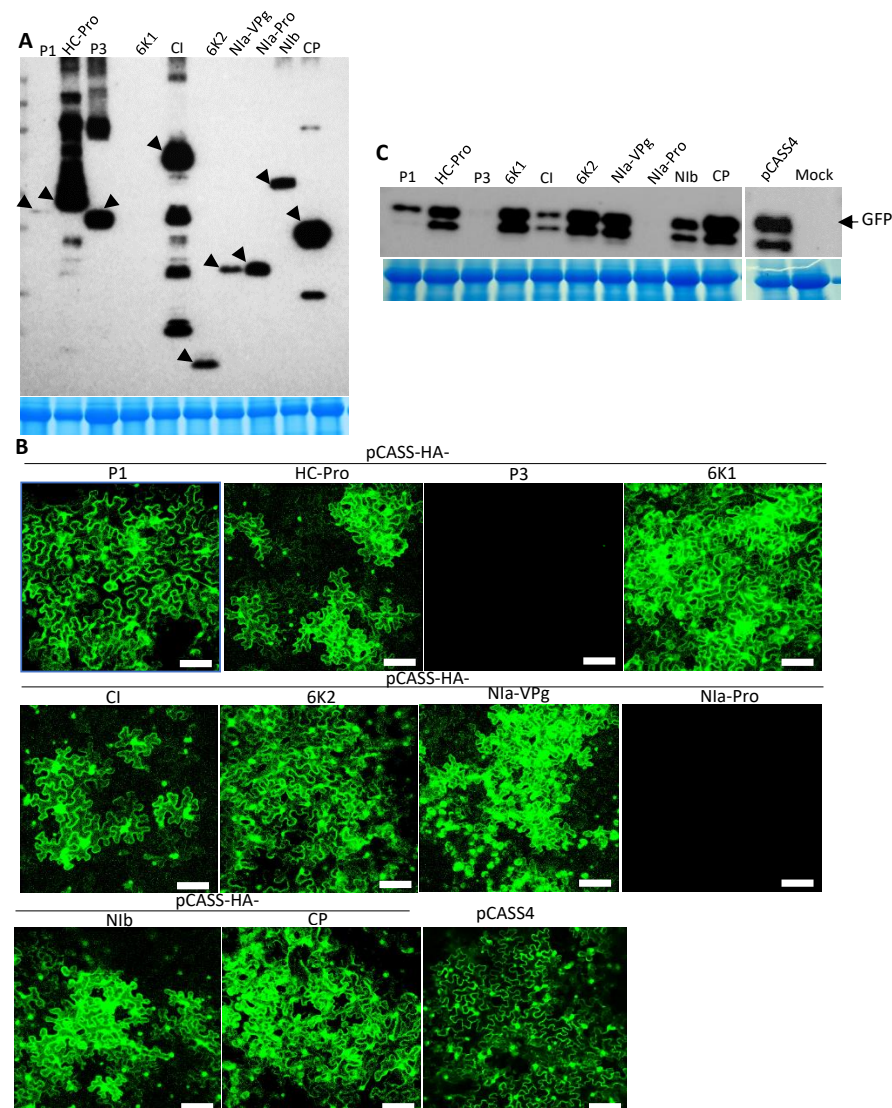 A
P1 HC-Pro P3 6K1 CI 6K2 NIa-VPg NIa-Pro NIb CP
C
P1 HC-Pro P3 6K1 CI 6K2 NIa-VPg NIa-Pro NIb CP pCASS4 Mock
GFP
B
pCASS-HA-
P1 HC-Pro P3 6K1
pCASS-HA-
CI 6K2 NIa-VPg NIa-Pro
pCASS-HA-
NIb CP pCASS4